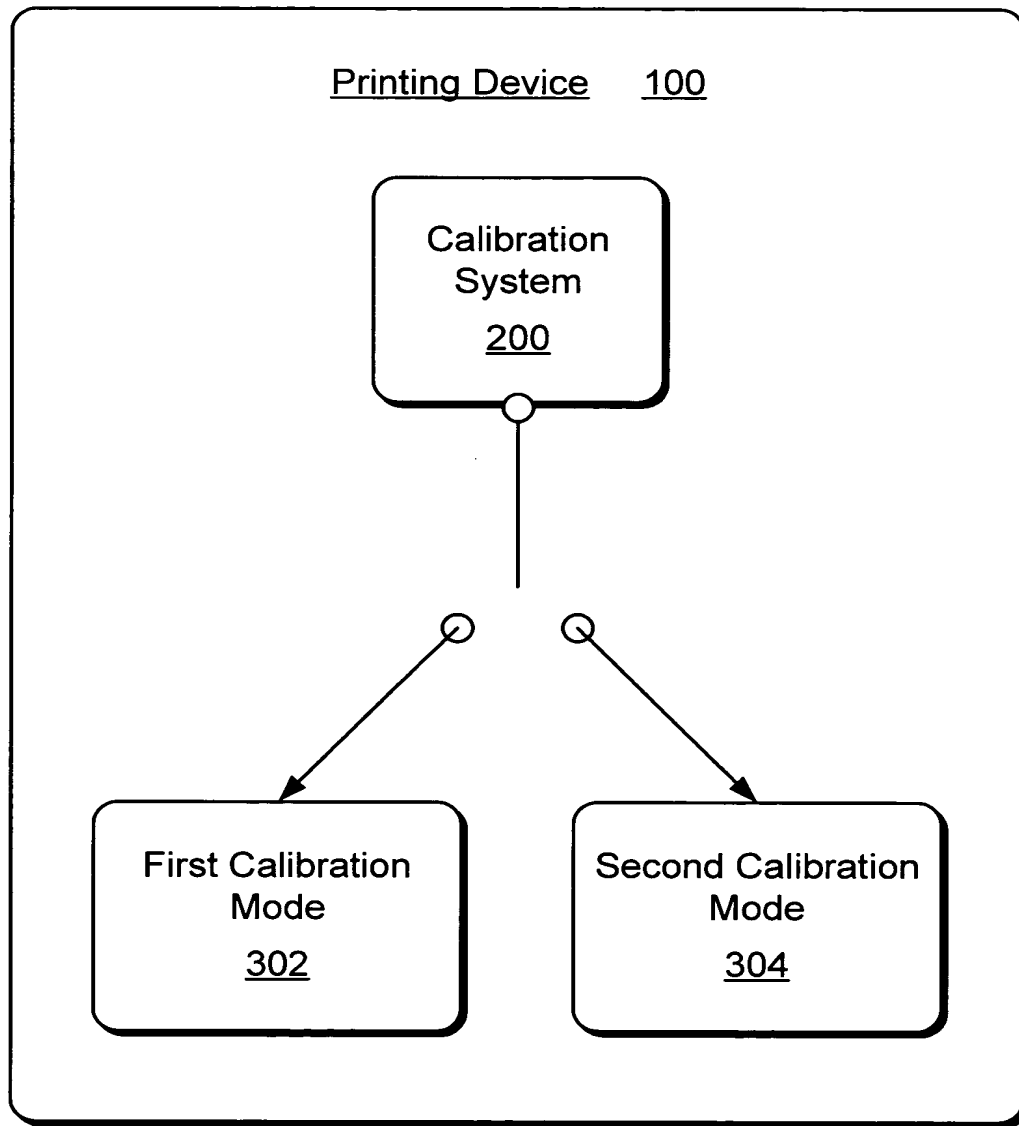 Printing Device 100
Calibration
System
200
First Calibration
Mode
302
Second Calibration
Mode
304